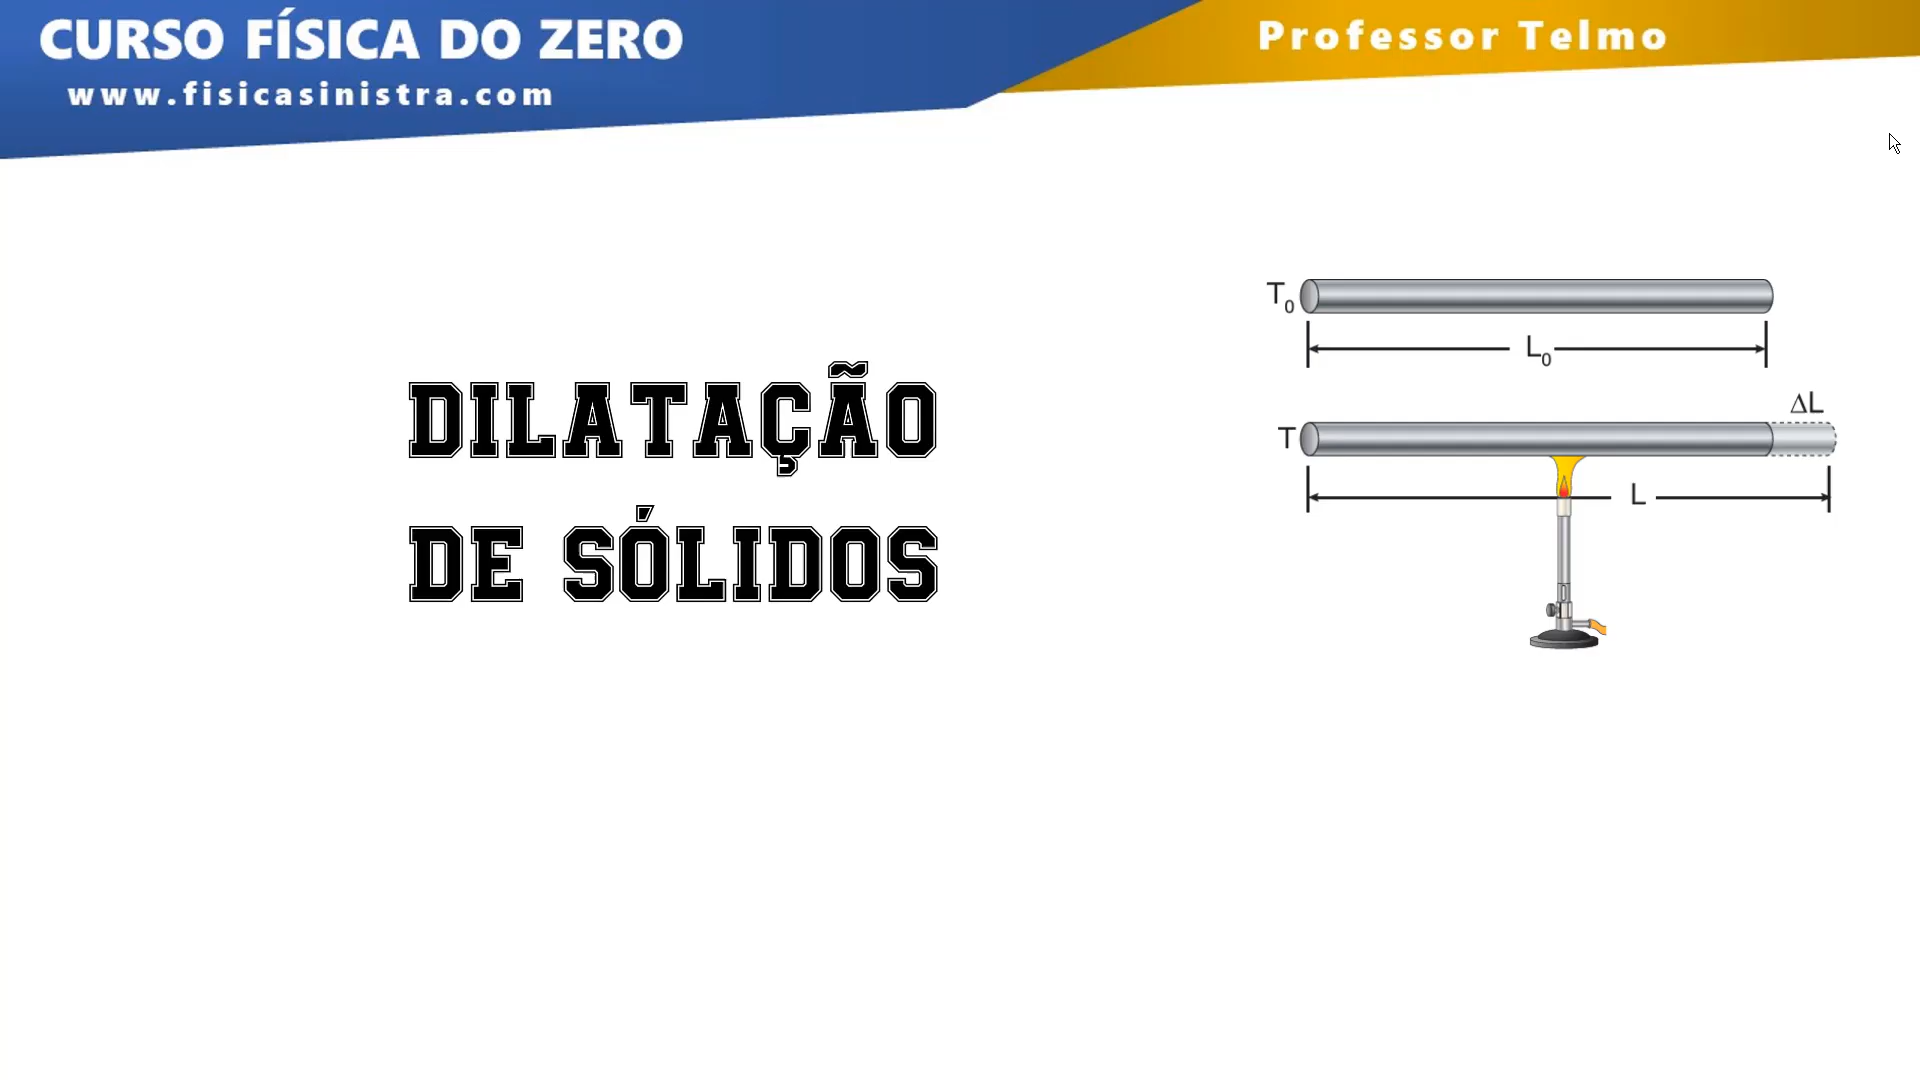 CURSO FÍSICA DO ZERO
www.fisicasinistra.com
Professor Telmo
DILATAÇÃO
DE SÓLIDOS
T₀
L₀
ΔL
T
L